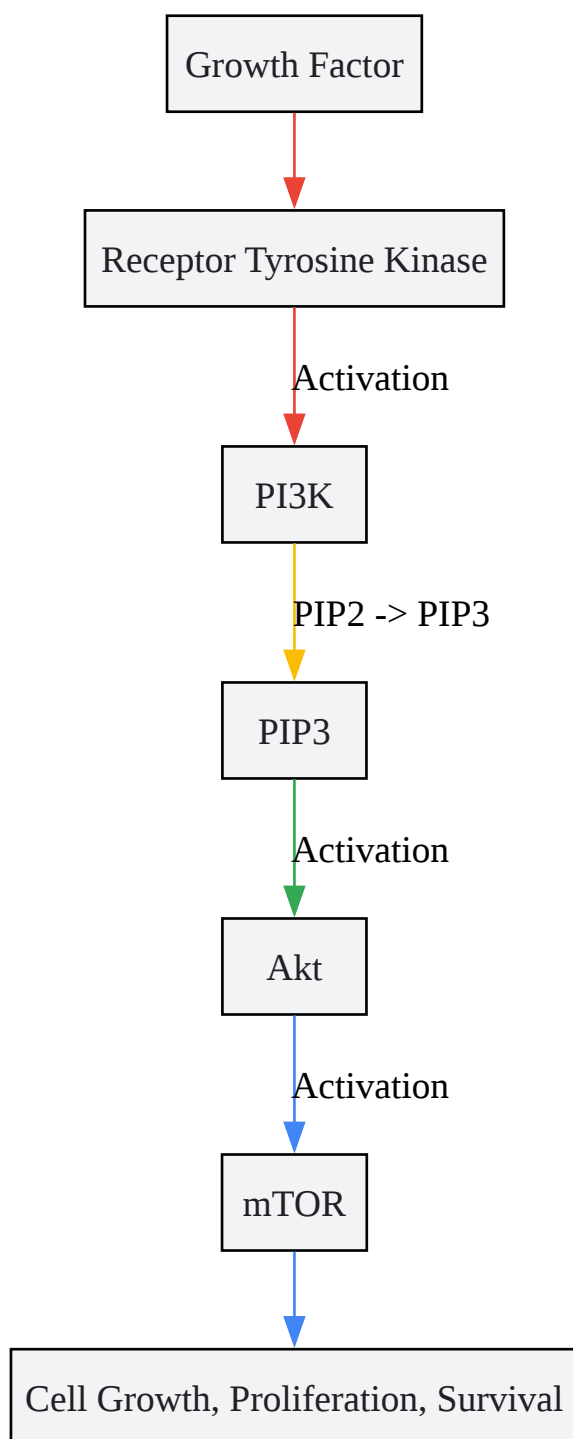 Growth Factor
Receptor Tyrosine Kinase
Activation
PI3K
PIP2 -> PIP3
PIP3
Activation
Akt
Activation
mTOR
Cell Growth, Proliferation, Survival